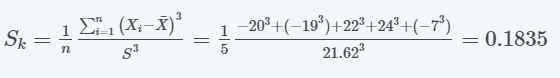 $S_k = \frac{1}{n} \frac{\sum_{i=1}^{n} (X_i - \bar{X})^3}{S^3} = \frac{1}{5} \frac{-20^3 + (-19^3) + 22^3 + 24^3 + (-7^3)}{21.62^3} = 0.1835$